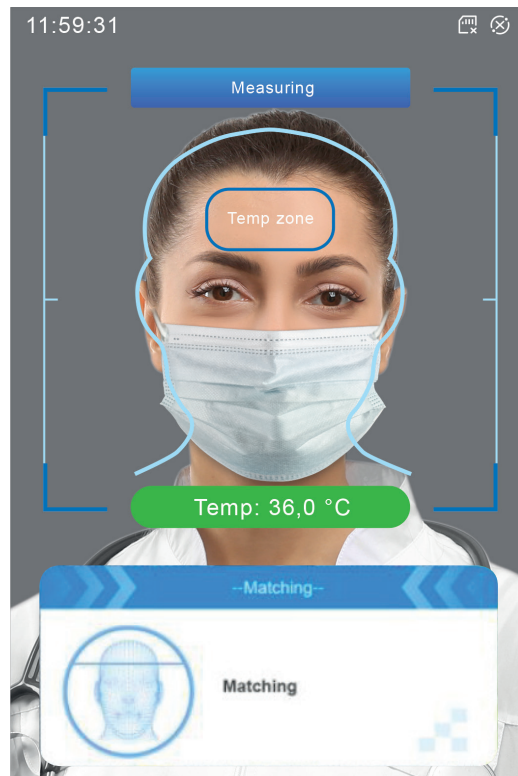 11:59:31
Measuring
Temp zone
Temp: 36,0 °C
--Matching--
Matching